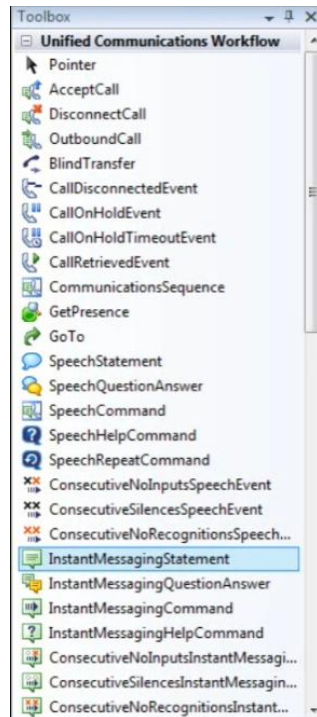 Toolbox
Unified Communications Workflow
Pointer
AcceptCall
DisconnectCall
OutboundCall
BlindTransfer
CallDisconnectedEvent
CallOnHoldEvent
CallOnHoldTimeoutEvent
CallRetrievedEvent
CommunicationsSequence
GetPresence
GoTo
SpeechStatement
SpeechQuestionAnswer
SpeechCommand
SpeechHelpCommand
SpeechRepeatCommand
ConsecutiveNoInputsSpeechEvent
ConsecutiveSilencesSpeechEvent
ConsecutiveNoRecognitionsSpeech...
InstantMessagingStatement
InstantMessagingQuestionAnswer
InstantMessagingCommand
InstantMessagingHelpCommand
ConsecutiveNoInputsInstantMessagi...
ConsecutiveSilencesInstantMessagin...
ConsecutiveNoRecognitionsInstant...